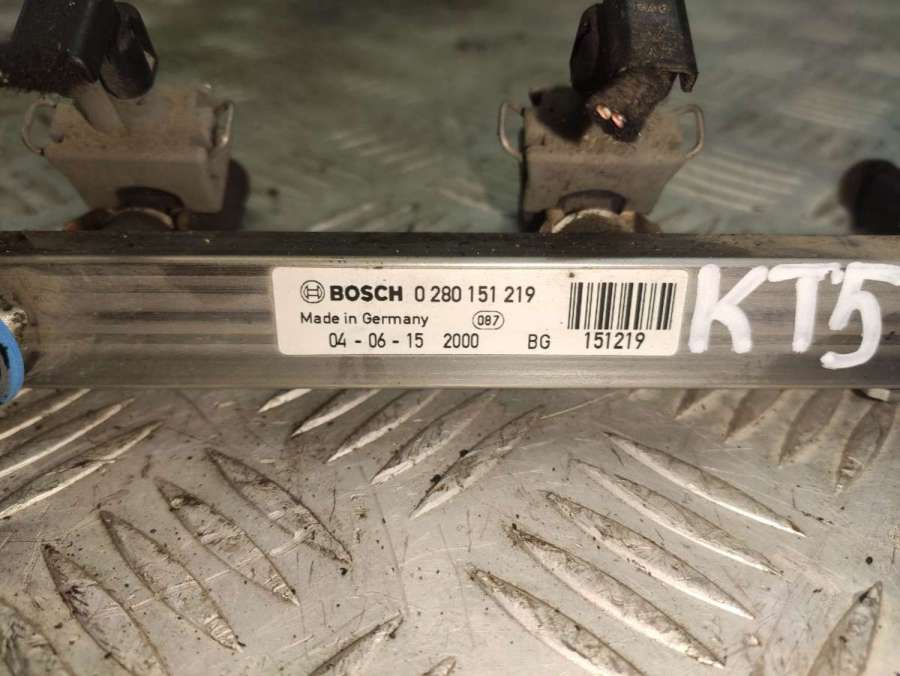 BOSCH 0 280 151 219
Made in Germany 087
04 - 06 - 15 2000 BG 151219
KT5